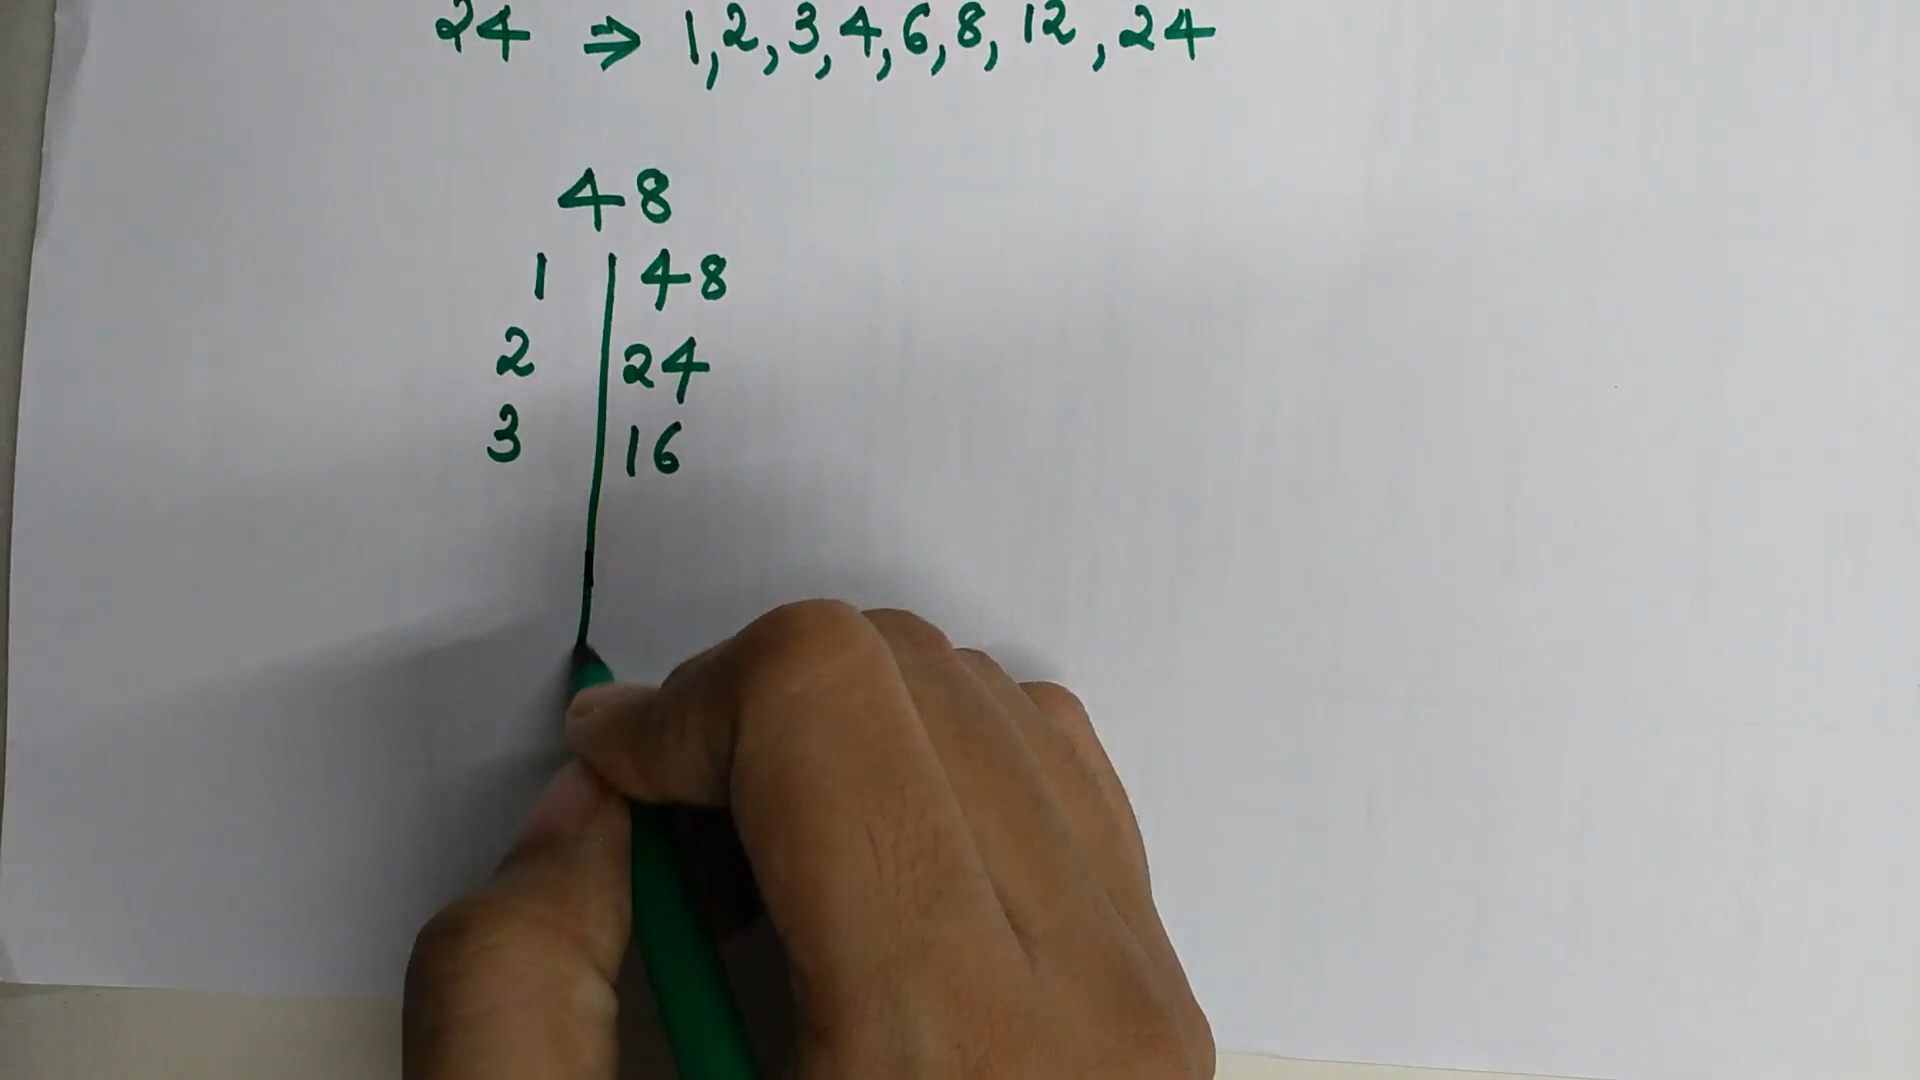 24 ⇒ 1,2,3,4,6,8,12,24
48
1 | 48
2 | 24
3 | 16